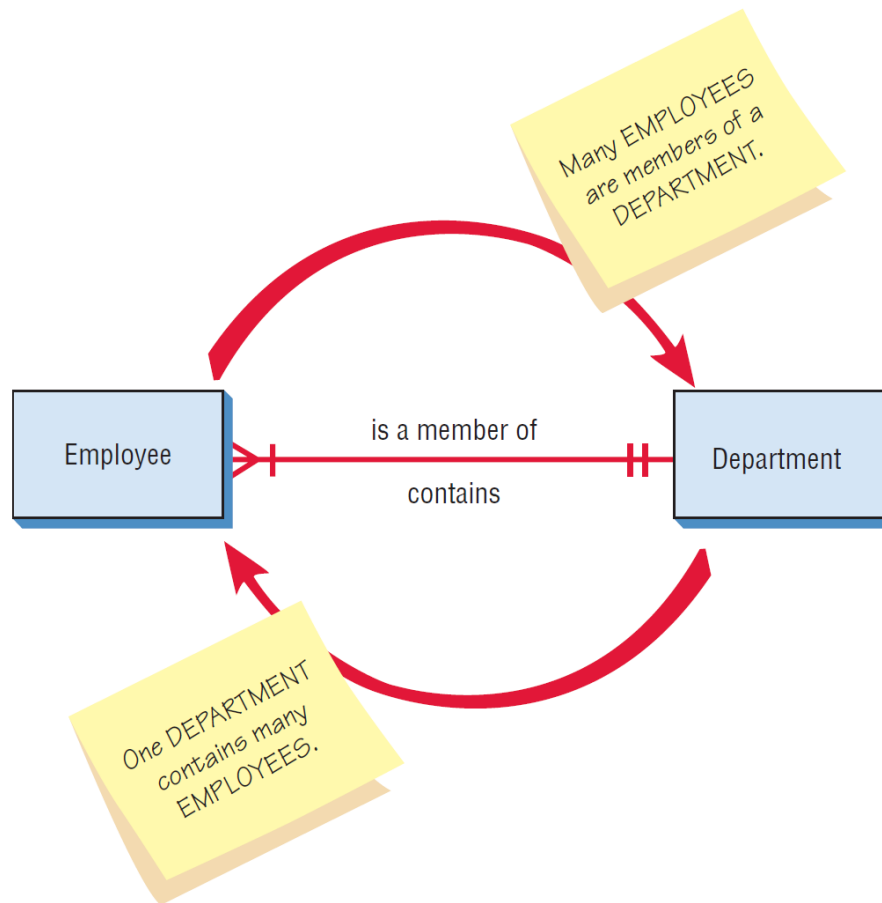 Many EMPLOYEES
are members of a
DEPARTMENT.
Employee
is a member of
contains
Department
One DEPARTMENT
contains many
EMPLOYEES.